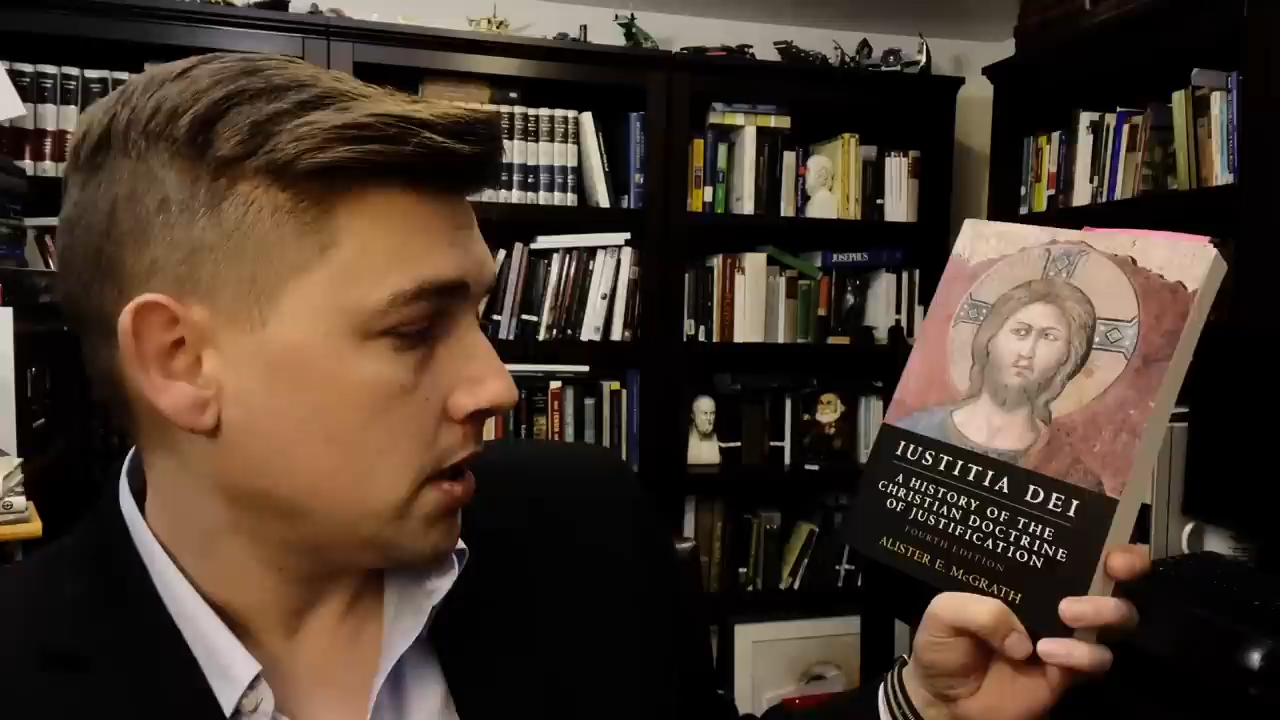 JOSEPHUS
IUSTITIA DEI
A HISTORY OF THE
CHRISTIAN DOCTRINE
OF JUSTIFICATION
FOURTH EDITION
ALISTER E. McGRATH